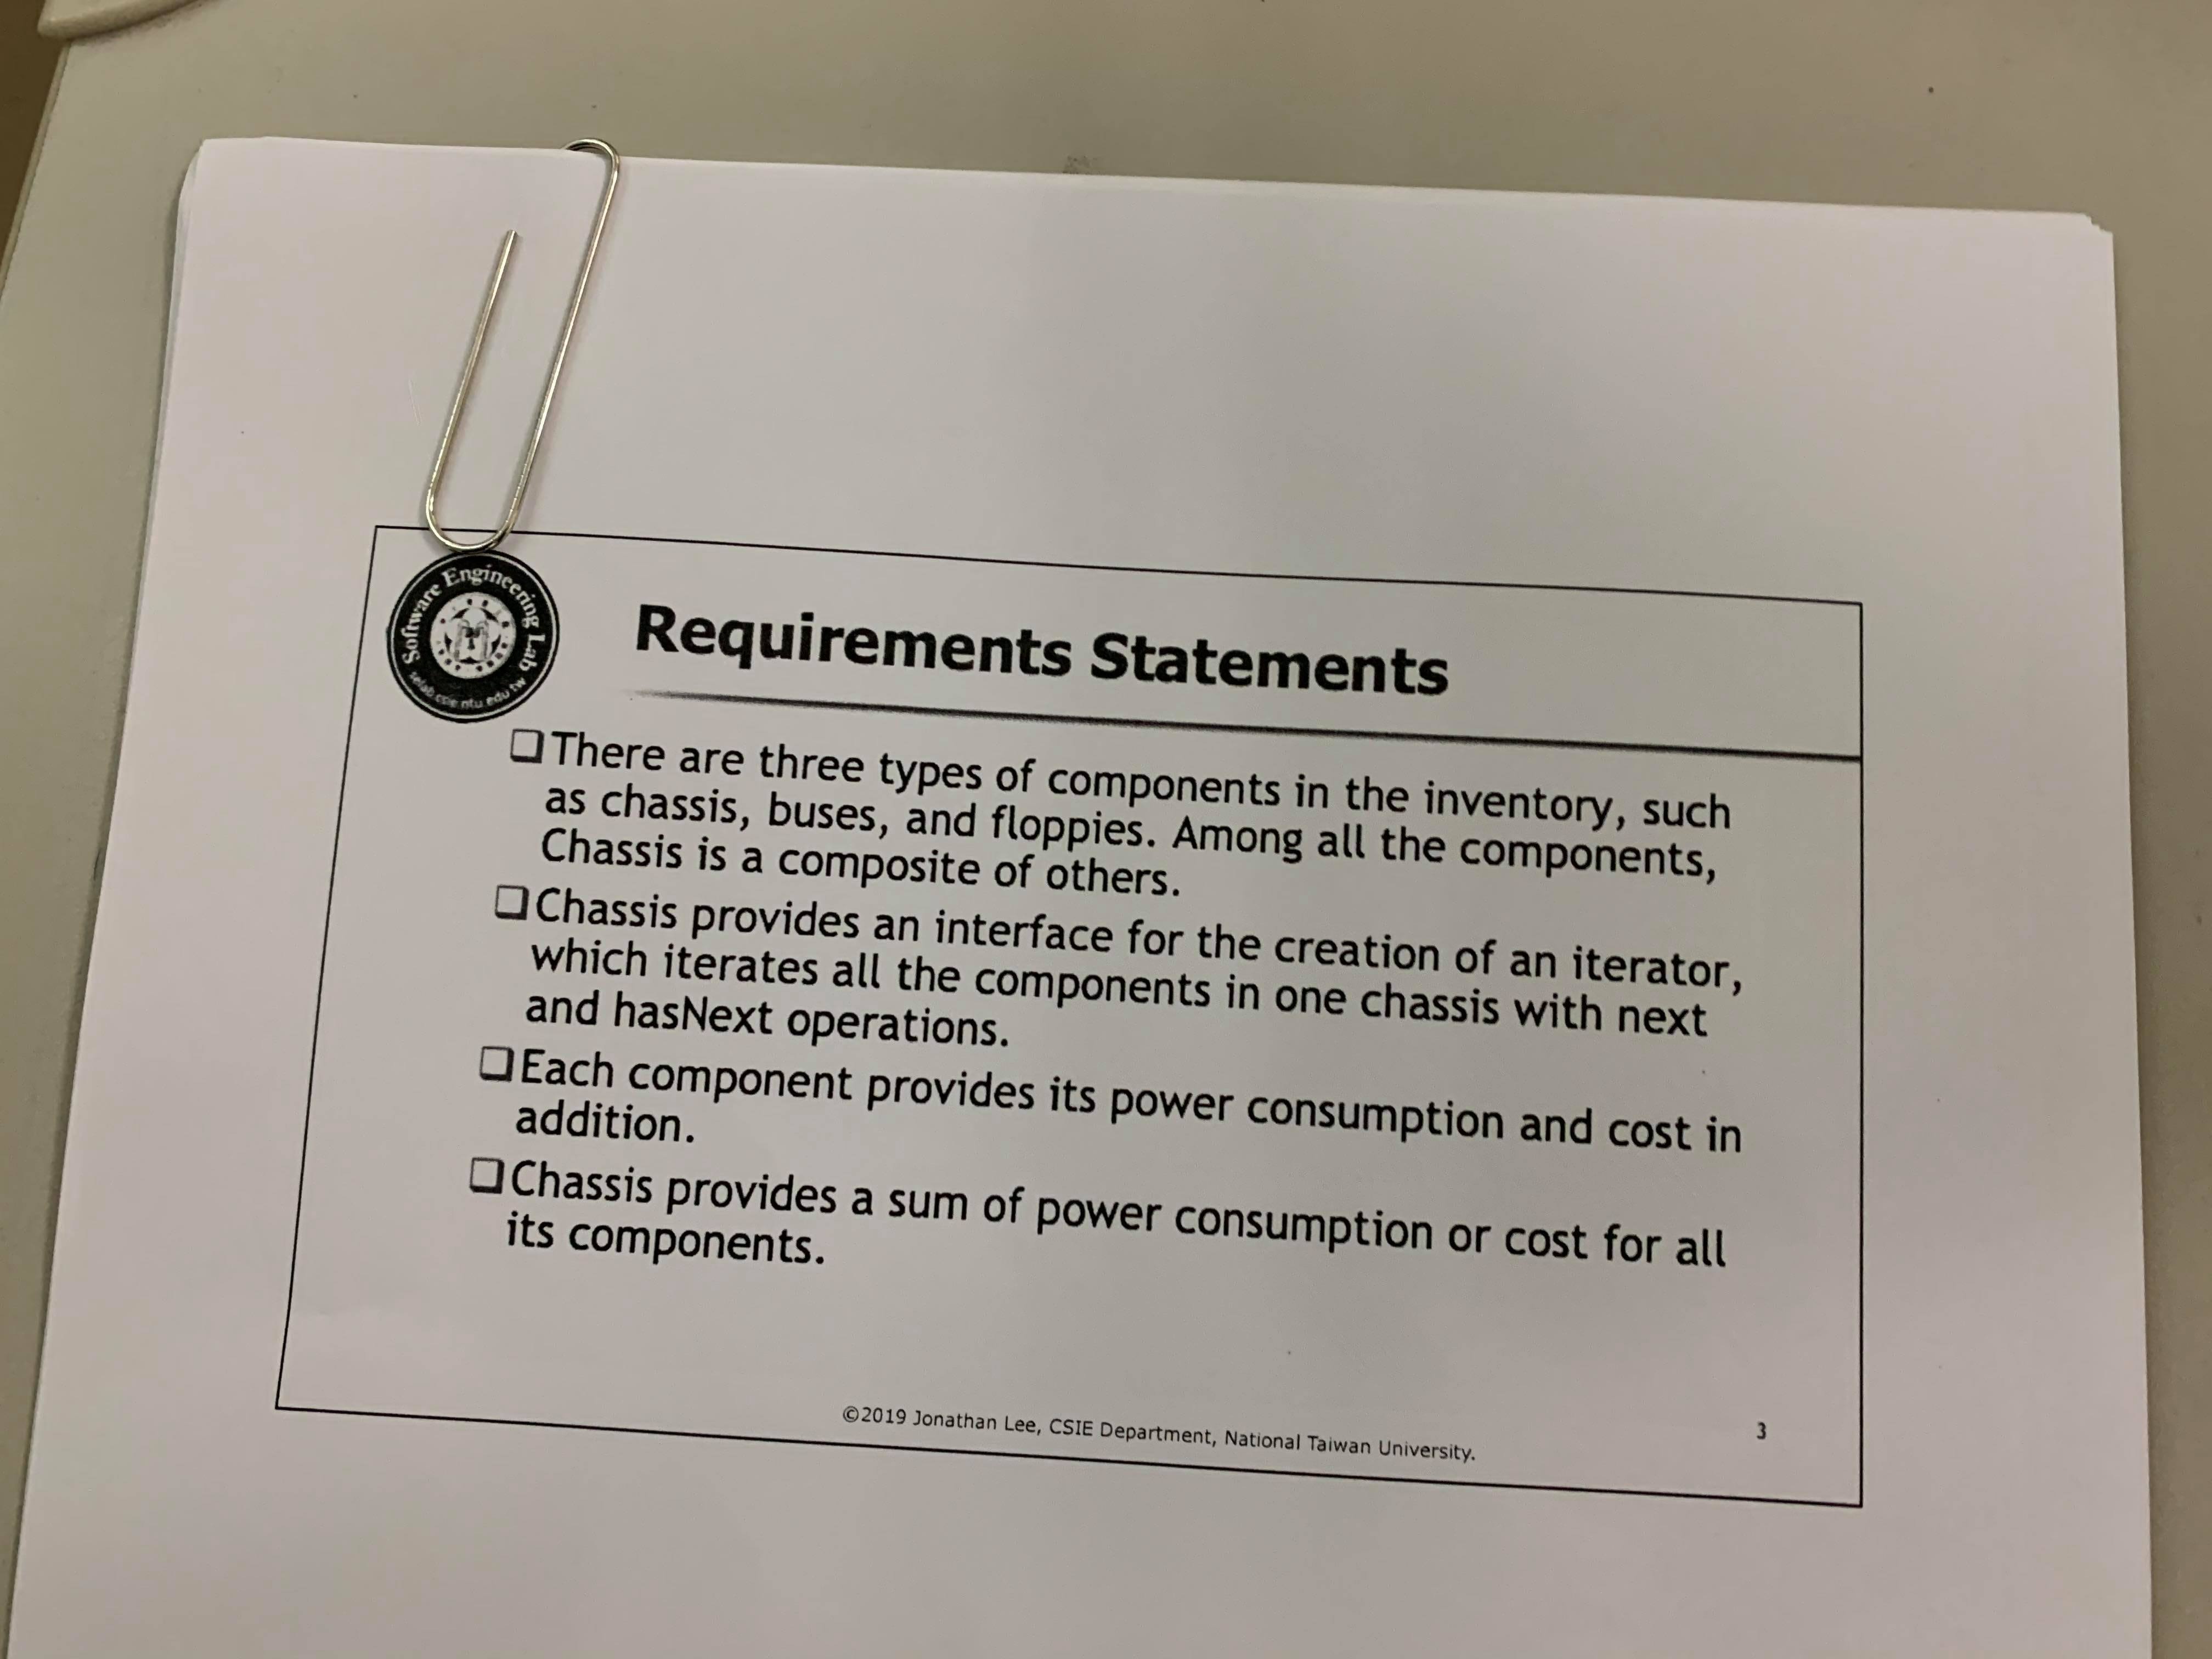 Software Engineering Lab
selab.csie.ntu.edu.tw
Requirements Statements
❑There are three types of components in the inventory, such
as chassis, buses, and floppies. Among all the components,
Chassis is a composite of others.
❑Chassis provides an interface for the creation of an iterator,
which iterates all the components in one chassis with next
and hasNext operations.
❑Each component provides its power consumption and cost in
addition.
❑Chassis provides a sum of power consumption or cost for all
its components.
©2019 Jonathan Lee, CSIE Department, National Taiwan University.
3